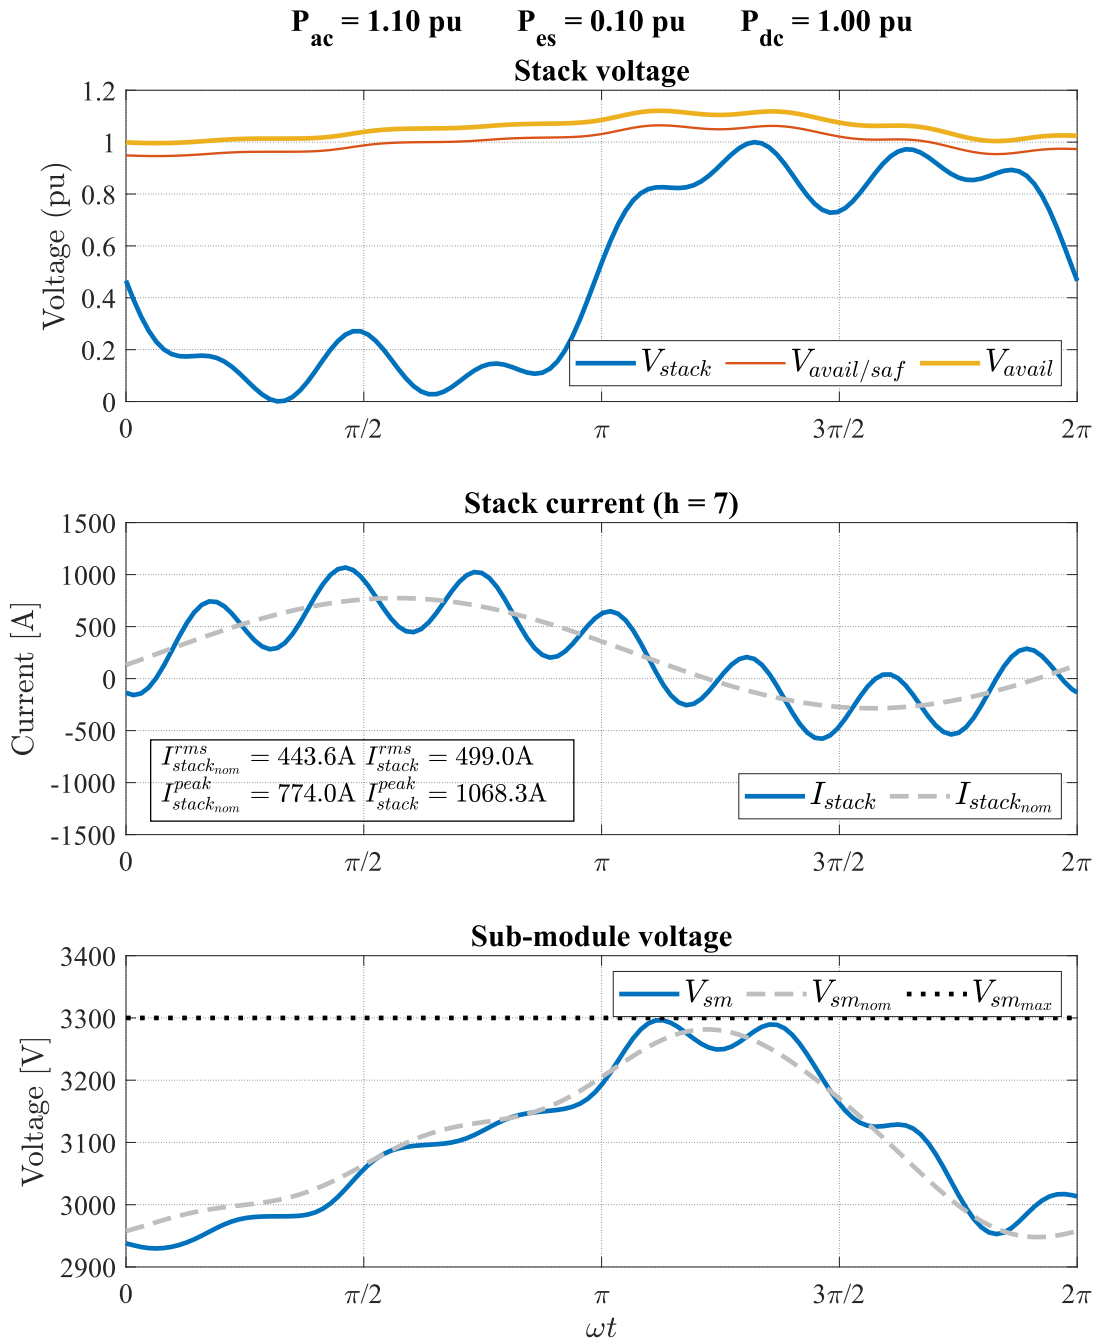 P_ac = 1.10 pu P_es = 0.10 pu P_dc = 1.00 pu
Stack voltage
1.2
1
0.8
0.6
0.4
0.2
0
Voltage (pu)
V_stack V_avail/saf V_avail
0 π/2 π 3π/2 2π
Stack current (h = 7)
1500
1000
500
0
-500
-1000
-1500
Current [A]
I^rms_stack_nom = 443.6A I^rms_stack = 499.0A
I^peak_stack_nom = 774.0A I^peak_stack = 1068.3A
I_stack I_stack_nom
0 π/2 π 3π/2 2π
Sub-module voltage
3400
3300
3200
3100
3000
2900
Voltage [V]
V_sm V_sm_nom V_sm_max
0 π/2 π 3π/2 2π
ωt